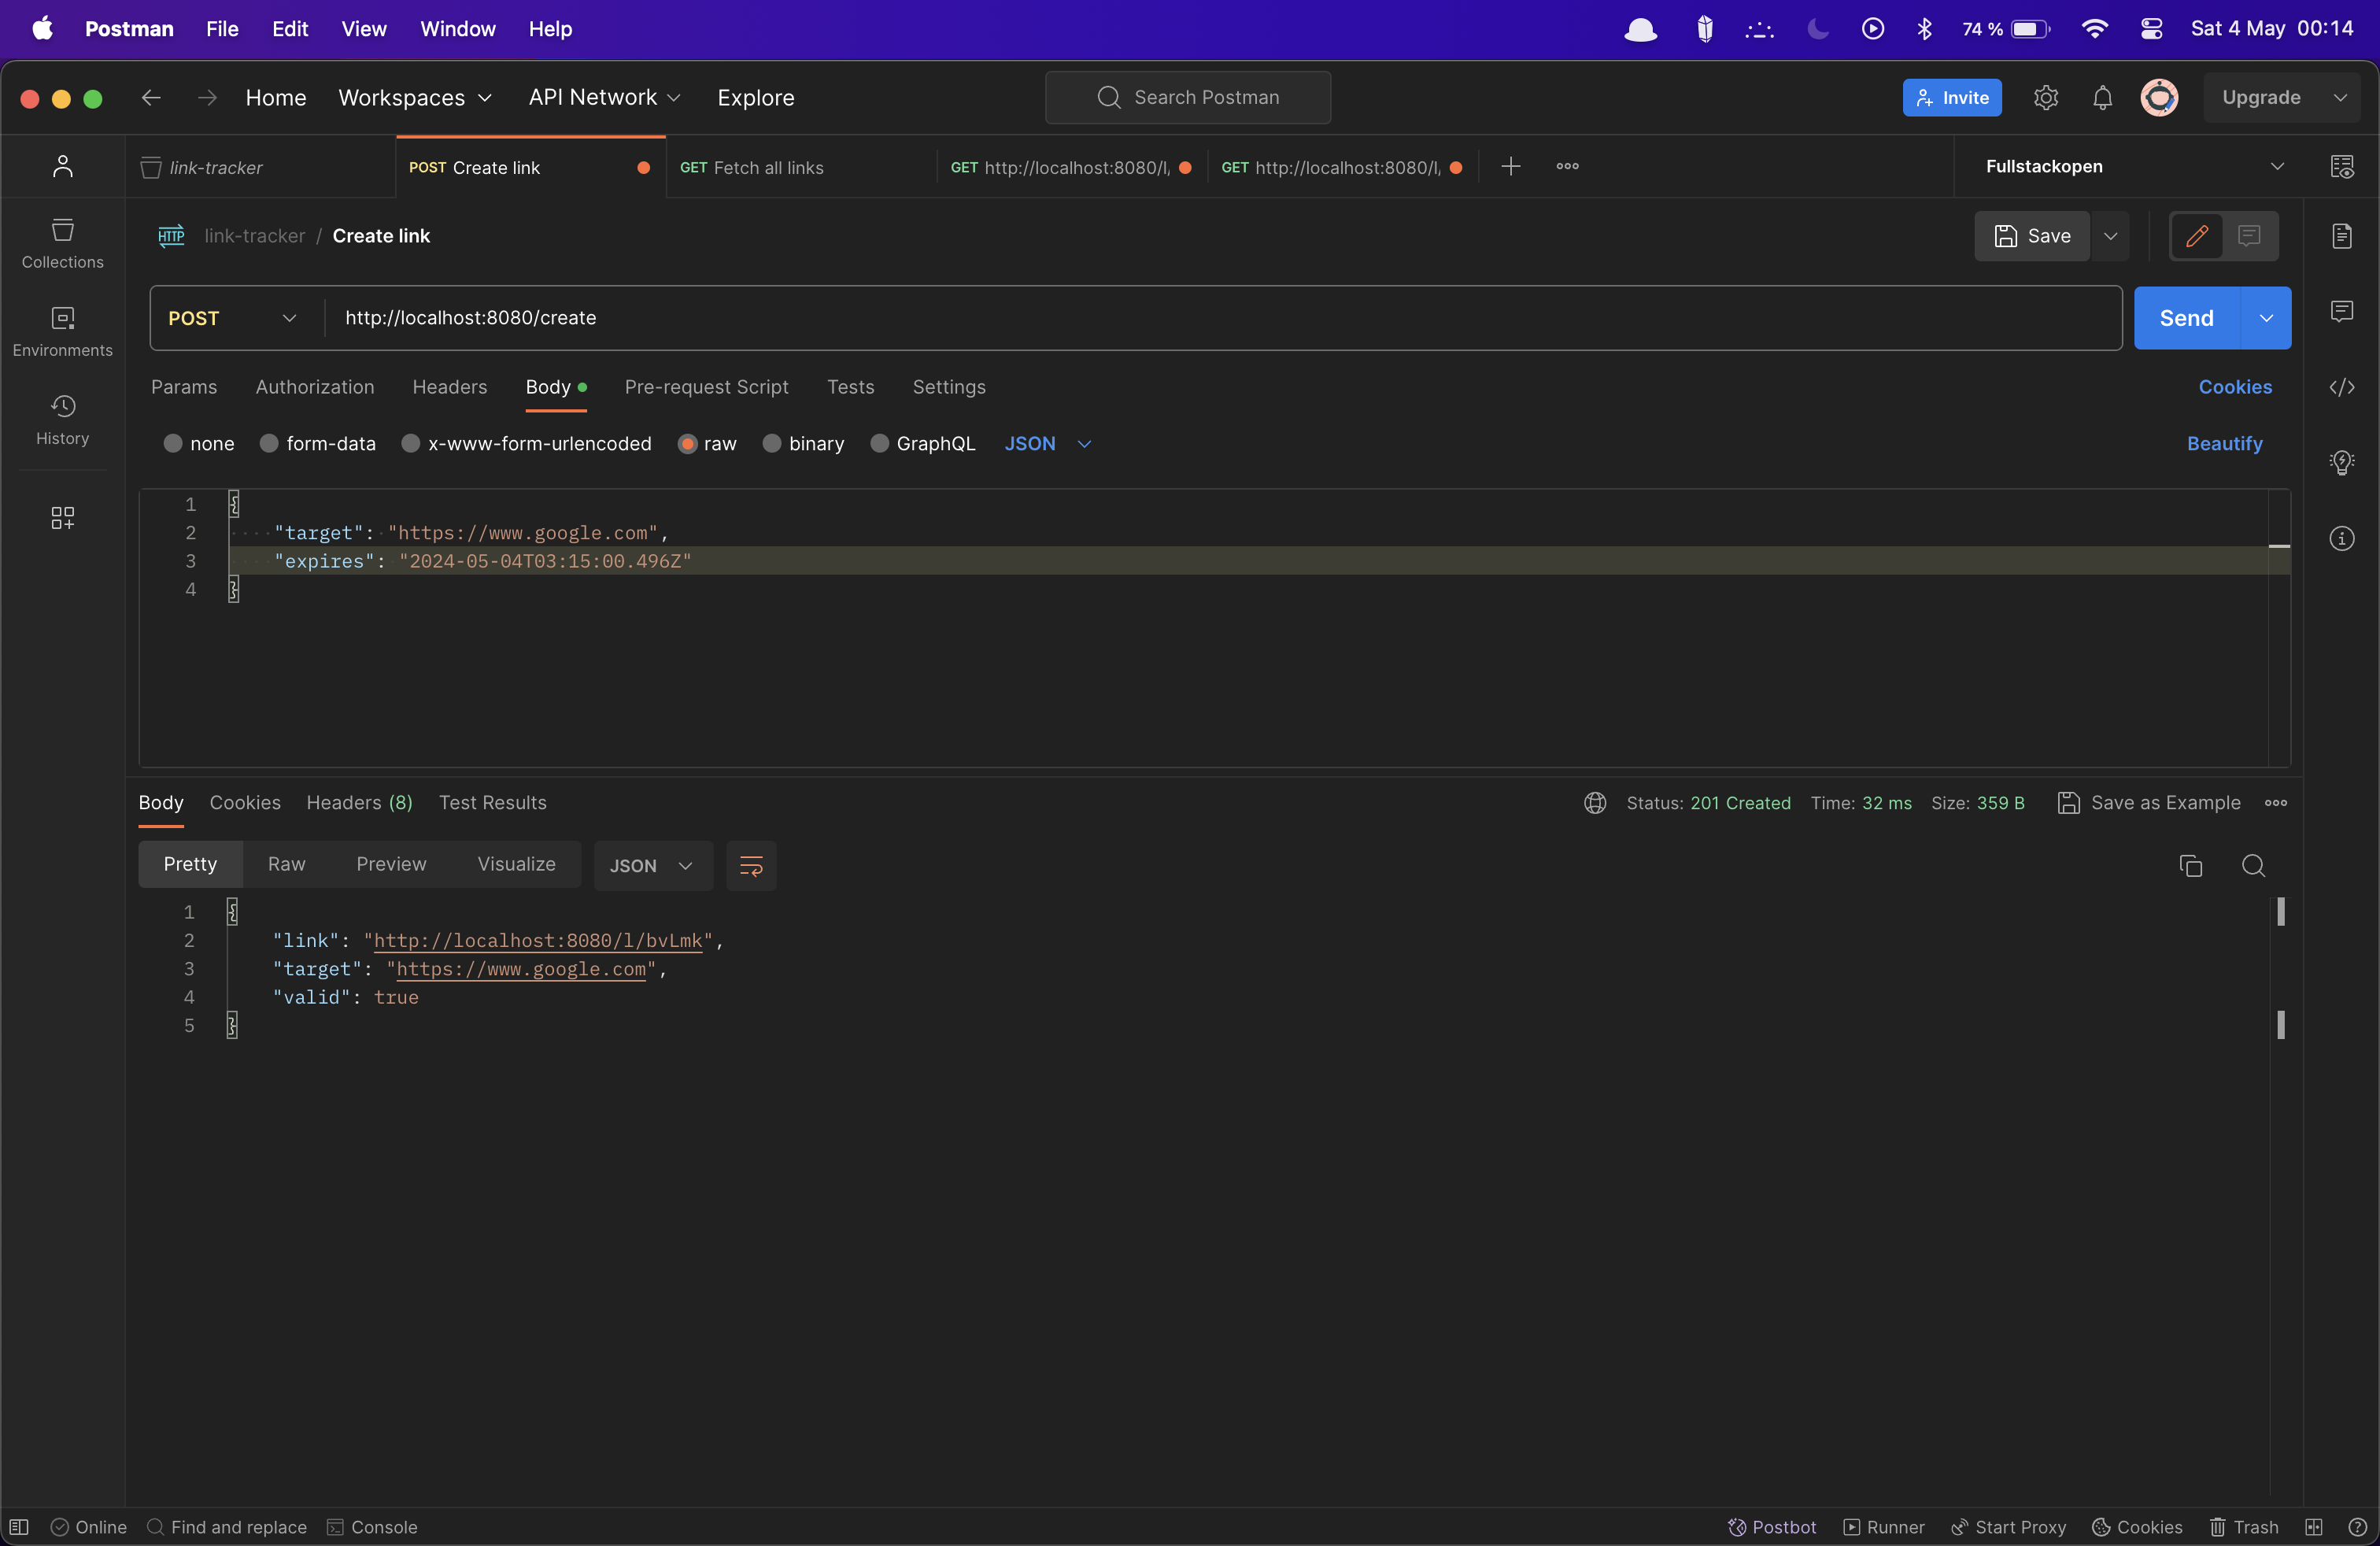 Postman File Edit View Window Help 74 % Sat 4 May 00:14
Home Workspaces API Network Explore Search Postman Invite Upgrade
link-tracker POST Create link GET Fetch all links GET http://localhost:8080/l, GET http://localhost:8080/l, Fullstackopen
HTTP link-tracker / Create link Save
Collections
Environments
History
POST http://localhost:8080/create Send
Params Authorization Headers Body Pre-request Script Tests Settings Cookies
none form-data x-www-form-urlencoded raw binary GraphQL JSON Beautify
1 {
2 "target": "https://www.google.com",
3 "expires": "2024-05-04T03:15:00.496Z"
4 }
Body Cookies Headers (8) Test Results Status: 201 Created Time: 32 ms Size: 359 B Save as Example
Pretty Raw Preview Visualize JSON
1 {
2 "link": "http://localhost:8080/l/bvLmk",
3 "target": "https://www.google.com",
4 "valid": true
5 }
Online Find and replace Console Postbot Runner Start Proxy Cookies Trash